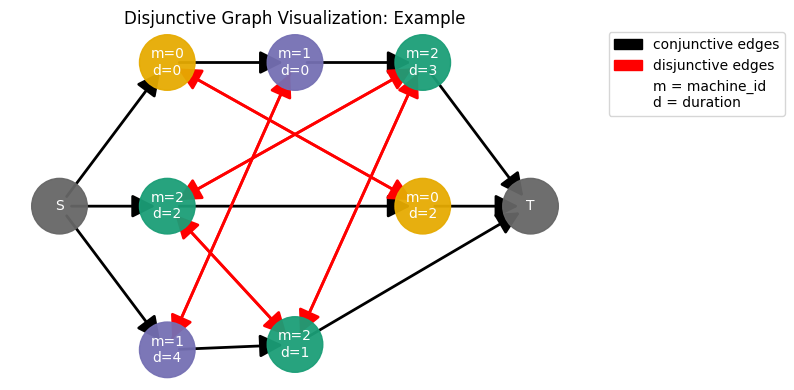 Disjunctive Graph Visualization: Example
conjunctive edges
disjunctive edges
m = machine_id
d = duration
m=0
d=0
m=1
d=0
m=2
d=3
S
m=2
d=2
m=0
d=2
T
m=1
d=4
m=2
d=1